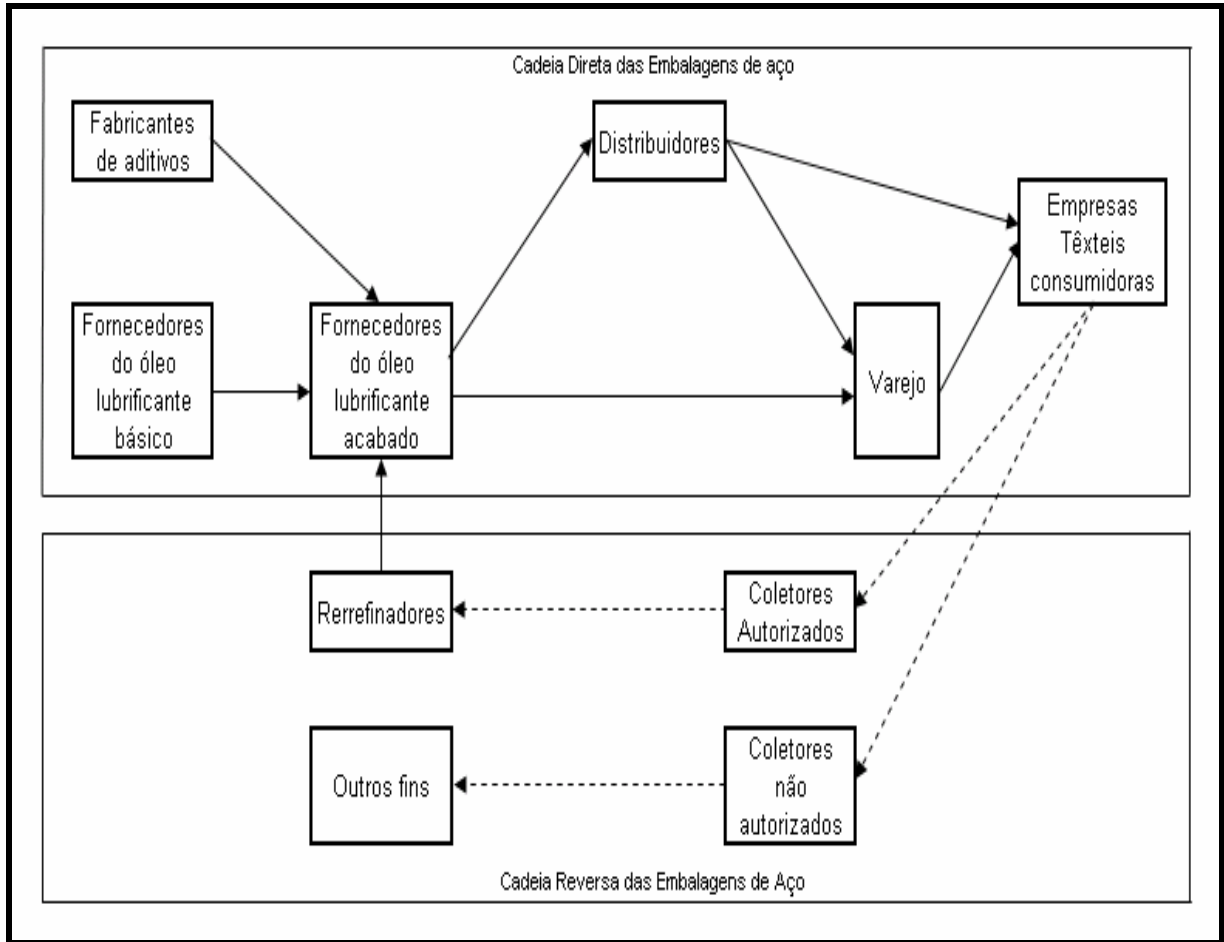 Cadeia Direta das Embalagens de aço
Fabricantes
de aditivos
Distribuidores
Empresas
Têxteis
consumidoras
Fornecedores
do óleo
lubrificante
básico
Fornecedores
do óleo
lubrificante
acabado
Varejo
Rerrefinadores
Coletores
Autorizados
Outros fins
Coletores
não
autorizados
Cadeia Reversa das Embalagens de Aço